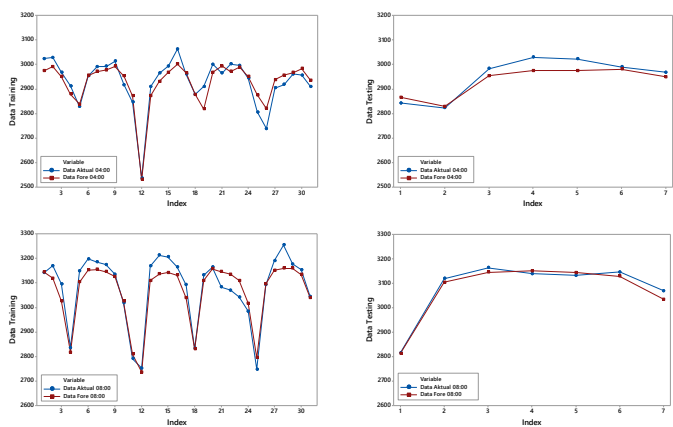 3200
3100
3000
2900
2800
2700
2600
2500
Data Training
Variable
Data Aktual 04:00
Data Fore 04:00
3 6 9 12 15 18 21 24 27 30
Index
3200
3100
3000
2900
2800
2700
2600
2500
Data Testing
Variable
Data Aktual 04:00
Data Fore 04:00
1 2 3 4 5 6 7
Index
3300
3200
3100
3000
2900
2800
2700
2600
Data Training
Variable
Data Aktual 08:00
Data Fore 08:00
3 6 9 12 15 18 21 24 27 30
Index
3300
3200
3100
3000
2900
2800
2700
2600
Data Testing
Variable
Data Aktual 08:00
Data Fore 08:00
1 2 3 4 5 6 7
Index